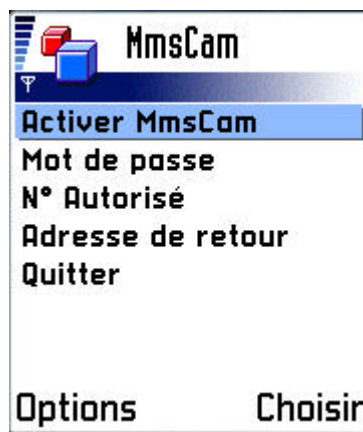 MmsCam
Activer MmsCam
Mot de passe
N° Autorisé
Adresse de retour
Quitter
Options Choisir